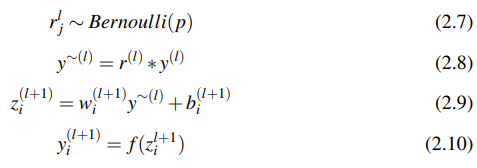 r_j^l ∼ Bernoulli(p) (2.7)
y^{∼(l)} = r^{(l)} ∗ y^{(l)} (2.8)
z_i^{(l+1)} = w_i^{(l+1)} y^{∼(l)} + b_i^{(l+1)} (2.9)
y_i^{(l+1)} = f(z_i^{l+1}) (2.10)